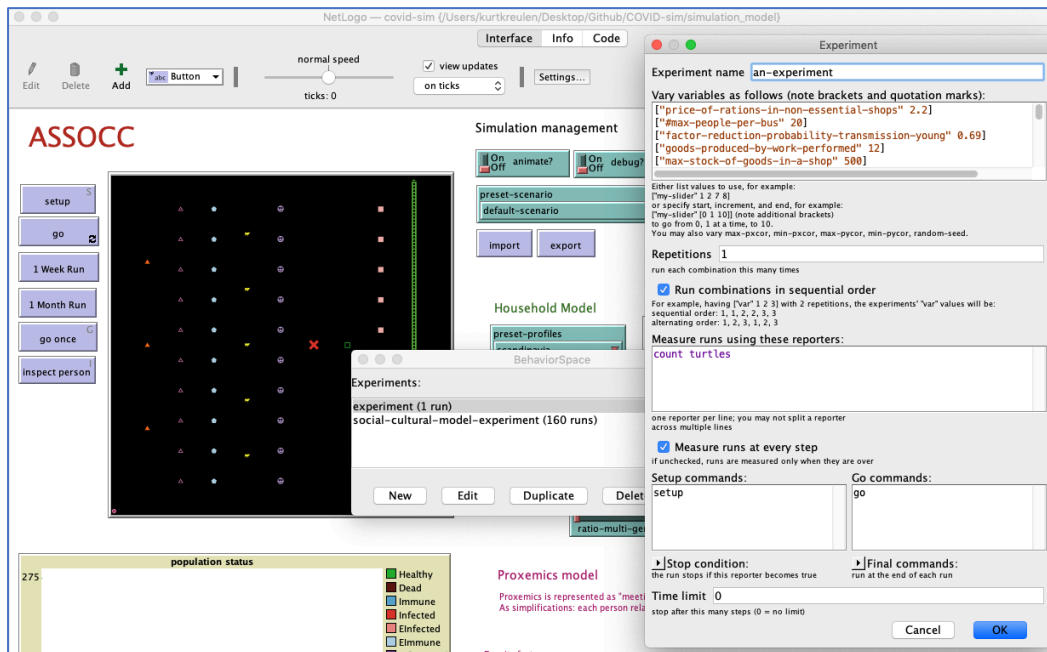 NetLogo — covid-sim {/Users/kurtkreulen/Desktop/Github/COVID-sim/simulation_model}
Interface Info Code
Edit
Delete
Add
abc Button
normal speed
ticks: 0
view updates
on ticks
Settings...
ASSOCC
setup
S
go
1 Week Run
1 Month Run
go once
G
inspect person
I
Simulation management
On
Off
animate?
On
Off
debug?
preset-scenario
default-scenario
import
export
Household Model
preset-profiles
ratio-multi-ge
BehaviorSpace
Experiments:
experiment (1 run)
social-cultural-model-experiment (160 runs)
New
Edit
Duplicate
Delet
population status
275
Healthy
Dead
Immune
Infected
EInfected
EImmune
Proxemics model
Proxemics is represented as "meeti
As simplifications: each person rela
Experiment
Experiment name an-experiment
Vary variables as follows (note brackets and quotation marks):
["price-of-rations-in-non-essential-shops" 2.2]
["#max-people-per-bus" 20]
["factor-reduction-probability-transmission-young" 0.69]
["goods-produced-by-work-performed" 12]
["max-stock-of-goods-in-a-shop" 500]
Either list values to use, for example:
["my-slider" 1 2 7 8]
or specify start, increment, and end, for example:
["my-slider" [0 1 10]] (note additional brackets)
to go from 0, 1 at a time, to 10.
You may also vary max-pxcor, min-pxcor, max-pycor, min-pycor, random-seed.
Repetitions 1
run each combination this many times
Run combinations in sequential order
For example, having ["var" 1 2 3] with 2 repetitions, the experiments' "var" values will be:
sequential order: 1, 1, 2, 2, 3, 3
alternating order: 1, 2, 3, 1, 2, 3
Measure runs using these reporters:
count turtles
one reporter per line; you may not split a reporter
across multiple lines
Measure runs at every step
if unchecked, runs are measured only when they are over
Setup commands:
setup
Go commands:
go
Stop condition:
the run stops if this reporter becomes true
Final commands:
run at the end of each run
Time limit 0
stop after this many steps (0 = no limit)
Cancel
OK